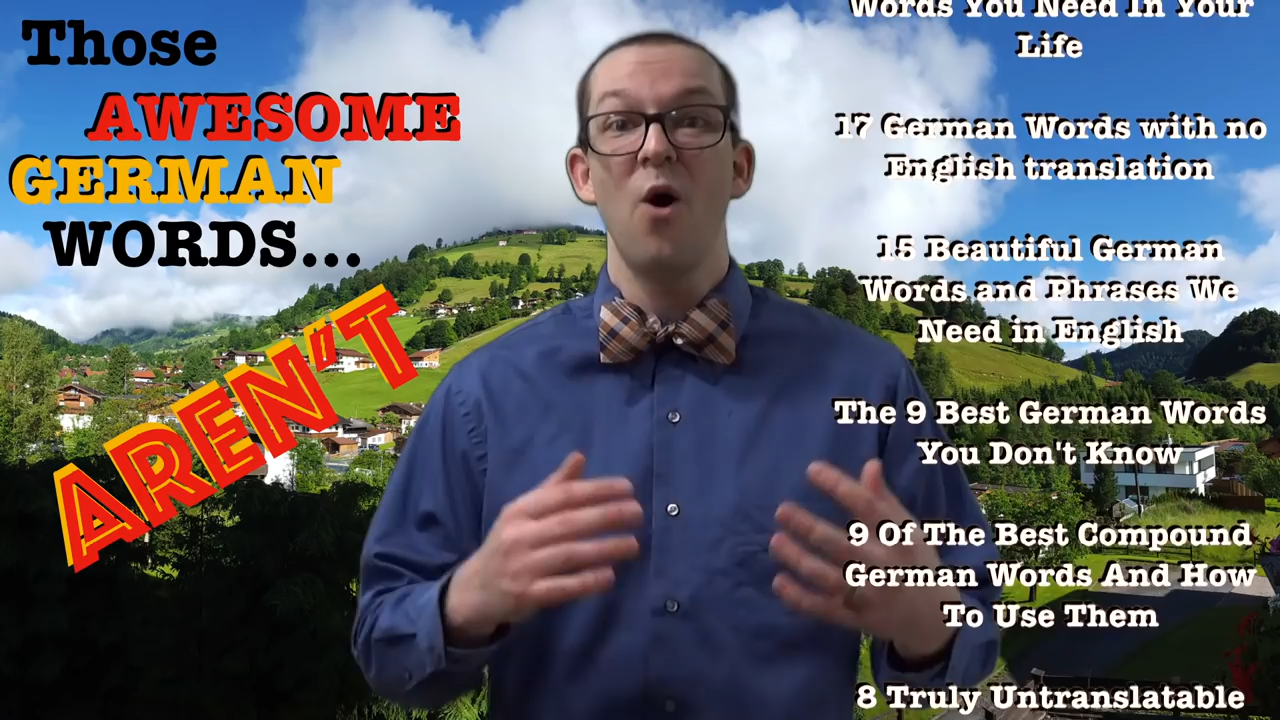 Those
AWESOME
GERMAN
WORDS...
AREN'T
Words You Need In Your
Life
17 German Words with no
English translation
15 Beautiful German
Words and Phrases We
Need in English
The 9 Best German Words
You Don't Know
9 Of The Best Compound
German Words And How
To Use Them
8 Truly Untranslatable